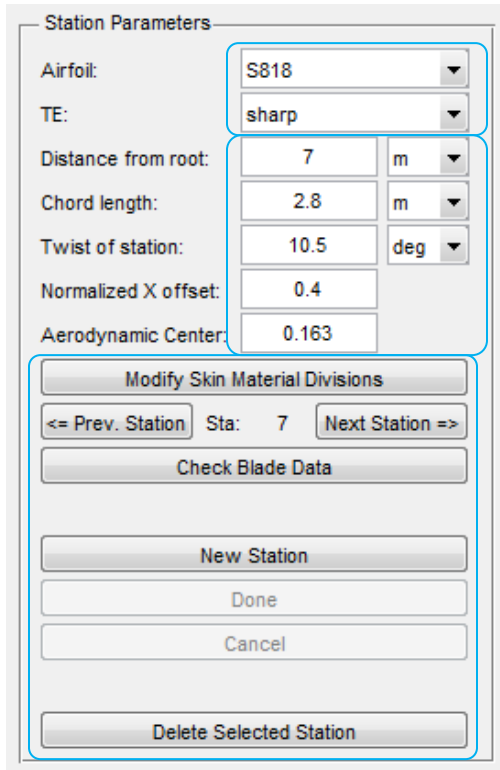 Station Parameters
Airfoil: S818
TE: sharp
Distance from root: 7 m
Chord length: 2.8 m
Twist of station: 10.5 deg
Normalized X offset: 0.4
Aerodynamic Center: 0.163
Modify Skin Material Divisions
<= Prev. Station Sta: 7 Next Station =>
Check Blade Data
New Station
Done
Cancel
Delete Selected Station